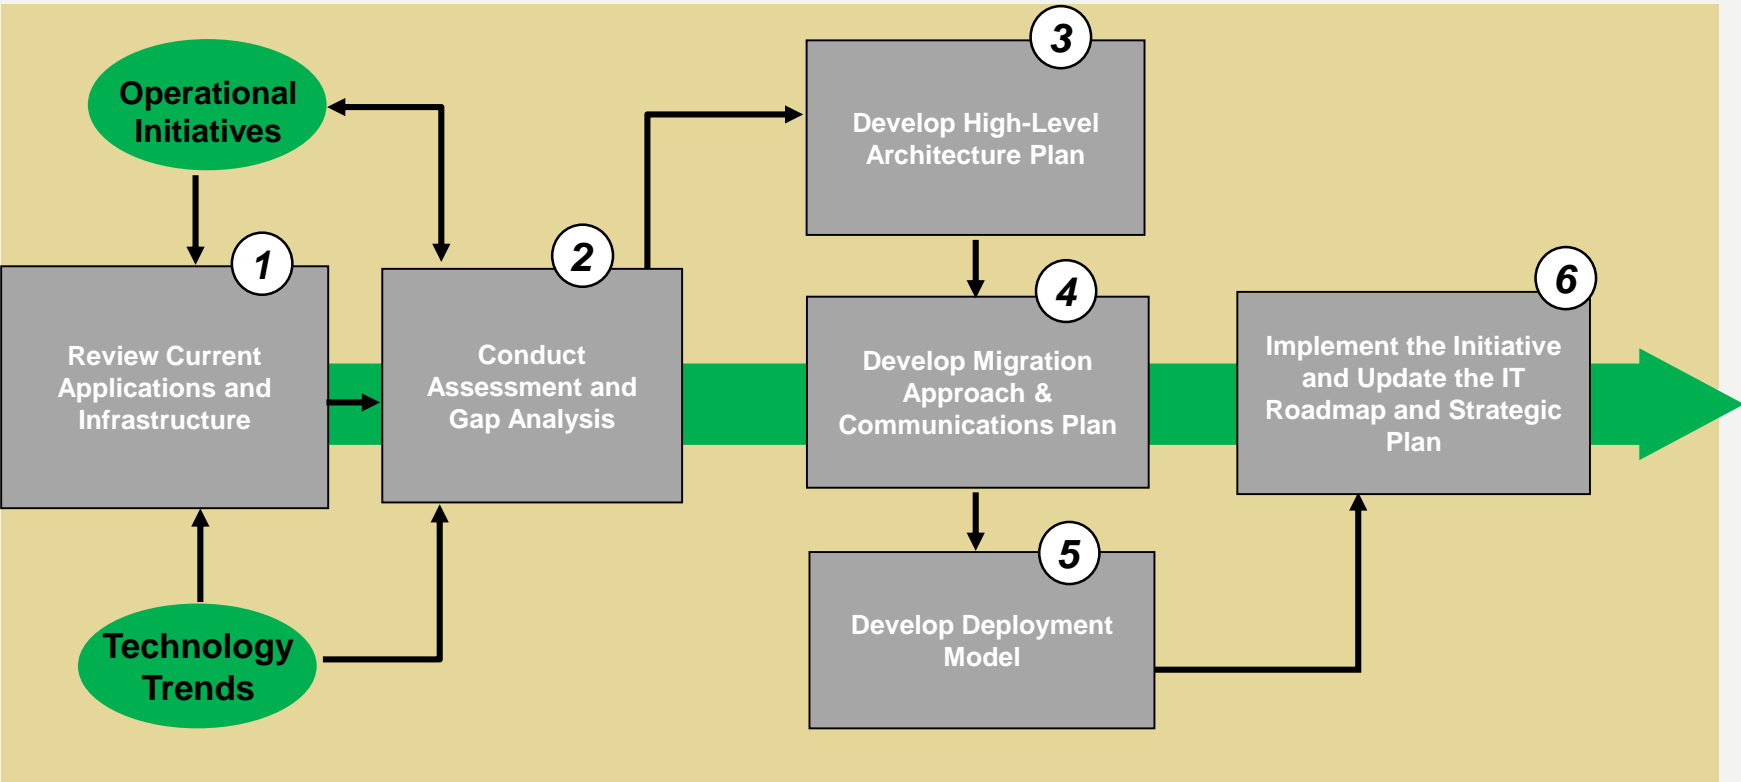 Operational
Initiatives
1
Review Current
Applications and
Infrastructure
Technology
Trends
2
Conduct
Assessment and
Gap Analysis
3
Develop High-Level
Architecture Plan
4
Develop Migration
Approach &
Communications Plan
5
Develop Deployment
Model
6
Implement the Initiative
and Update the IT
Roadmap and Strategic
Plan